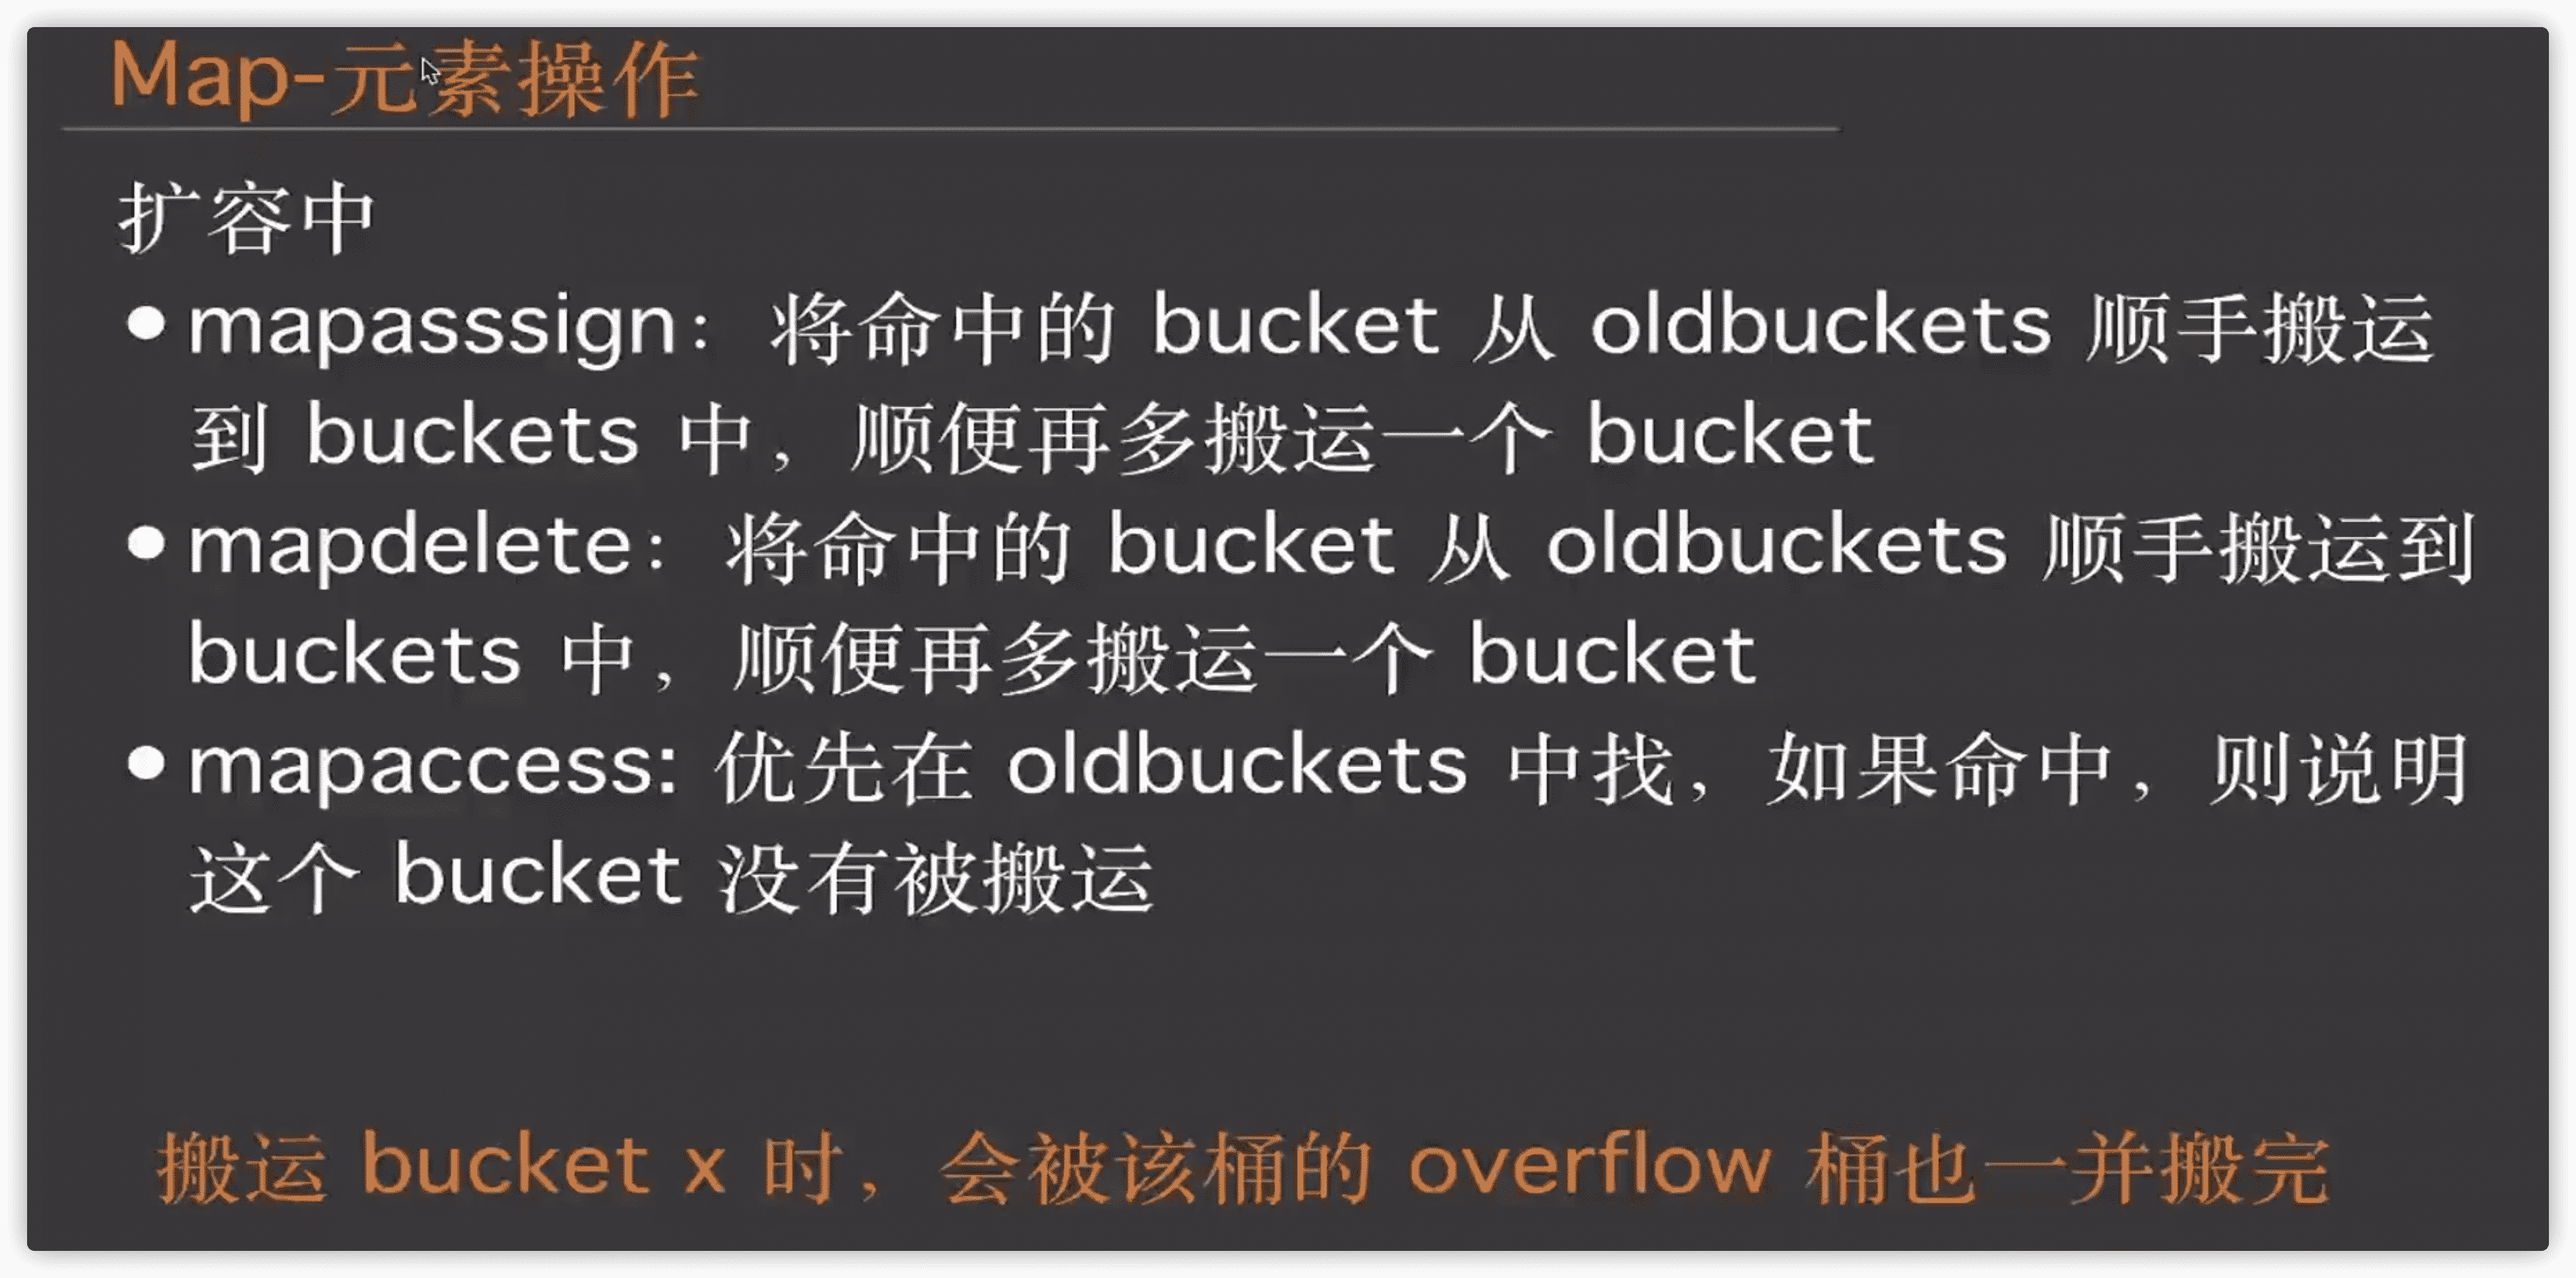 Map-元素操作
扩容中
● mapasssign： 将命中的 bucket 从 oldbuckets 顺手搬运
到 buckets 中，顺便再多搬运一个 bucket
● mapdelete： 将命中的 bucket 从 oldbuckets 顺手搬运到
buckets 中，顺便再多搬运一个 bucket
● mapaccess: 优先在 oldbuckets 中找，如果命中，则说明
这个 bucket 没有被搬运
搬运 bucket x 时，会被该桶的 overflow 桶也一并搬完